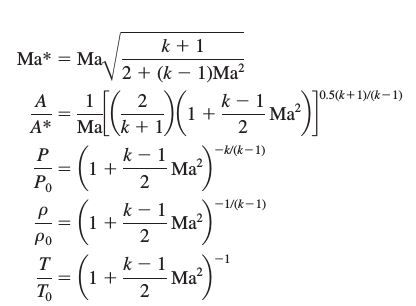 Ma* = Ma√((k + 1)/(2 + (k − 1)Ma²))
A/A* = 1/Ma[(2/(k + 1))(1 + (k − 1)/2 Ma²)]^0.5(k+1)/(k−1)
P/P₀ = (1 + (k − 1)/2 Ma²)^−k/(k−1)
ρ/ρ₀ = (1 + (k − 1)/2 Ma²)^−1/(k−1)
T/T₀ = (1 + (k − 1)/2 Ma²)^−1